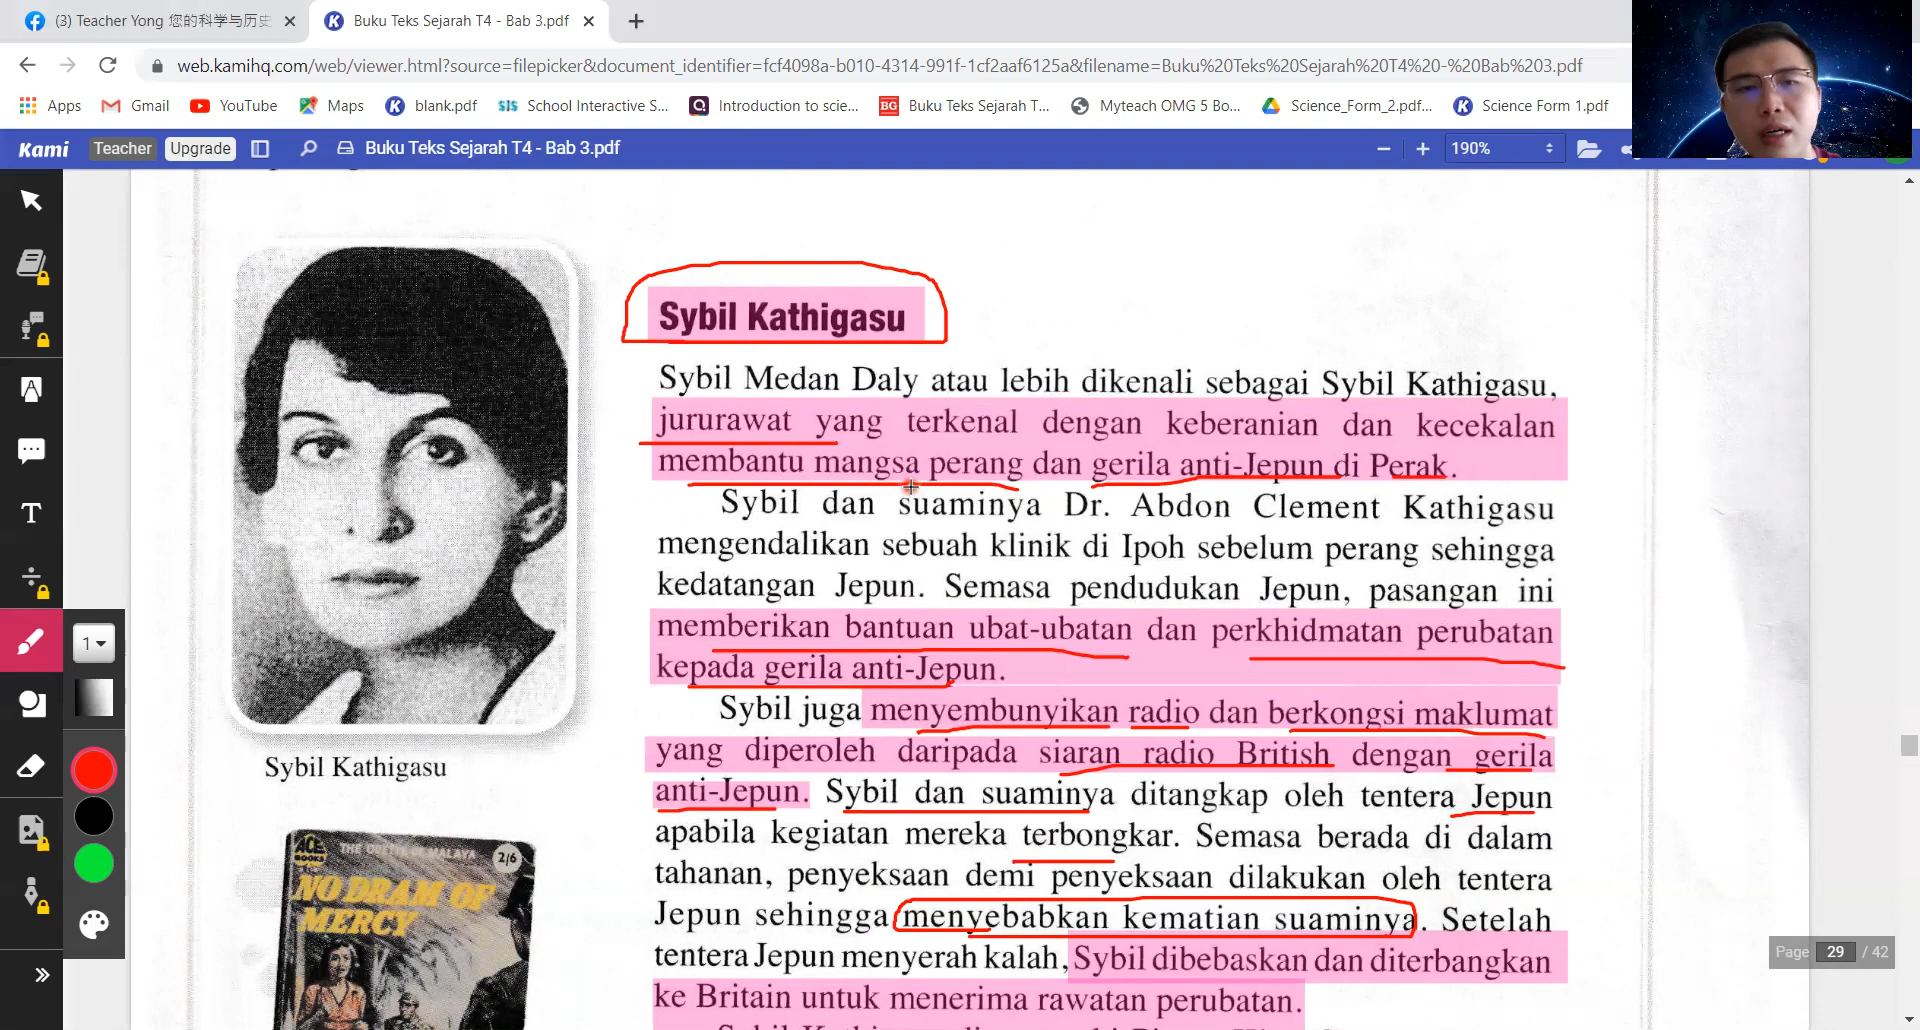 (3) Teacher Yong 您的科学与历史
Buku Teks Sejarah T4 - Bab 3.pdf
web.kamihq.com/web/viewer.html?source=filepicker&document_identifier=fcf4098a-b010-4314-991f-1cf2aaf6125a&filename=Buku%20Teks%20Sejarah%20T4%20-%20Bab%203.pdf
Apps
Gmail
YouTube
Maps
blank.pdf
School Interactive S...
Introduction to scie...
Buku Teks Sejarah T...
Myteach OMG 5 Bo...
Science_Form_2.pdf...
Science Form 1.pdf
Kami
Teacher
Upgrade
Buku Teks Sejarah T4 - Bab 3.pdf
190%
Sybil Kathigasu
Sybil Medan Daly atau lebih dikenali sebagai Sybil Kathigasu,
jururawat yang terkenal dengan keberanian dan kecekalan
membantu mangsa perang dan gerila anti-Jepun di Perak.
Sybil dan suaminya Dr. Abdon Clement Kathigasu
mengendalikan sebuah klinik di Ipoh sebelum perang sehingga
kedatangan Jepun. Semasa pendudukan Jepun, pasangan ini
memberikan bantuan ubat-ubatan dan perkhidmatan perubatan
kepada gerila anti-Jepun.
Sybil juga menyembunyikan radio dan berkongsi maklumat
yang diperoleh daripada siaran radio British dengan gerila
anti-Jepun. Sybil dan suaminya ditangkap oleh tentera Jepun
apabila kegiatan mereka terbongkar. Semasa berada di dalam
tahanan, penyeksaan demi penyeksaan dilakukan oleh tentera
Jepun sehingga menyebabkan kematian suaminya. Setelah
tentera Jepun menyerah kalah, Sybil dibebaskan dan diterbangkan
ke Britain untuk menerima rawatan perubatan.
Sybil Kathigasu
ACE
BOOKS
2/6
NO DRAM OF
MERCY
1
Page 29 / 42